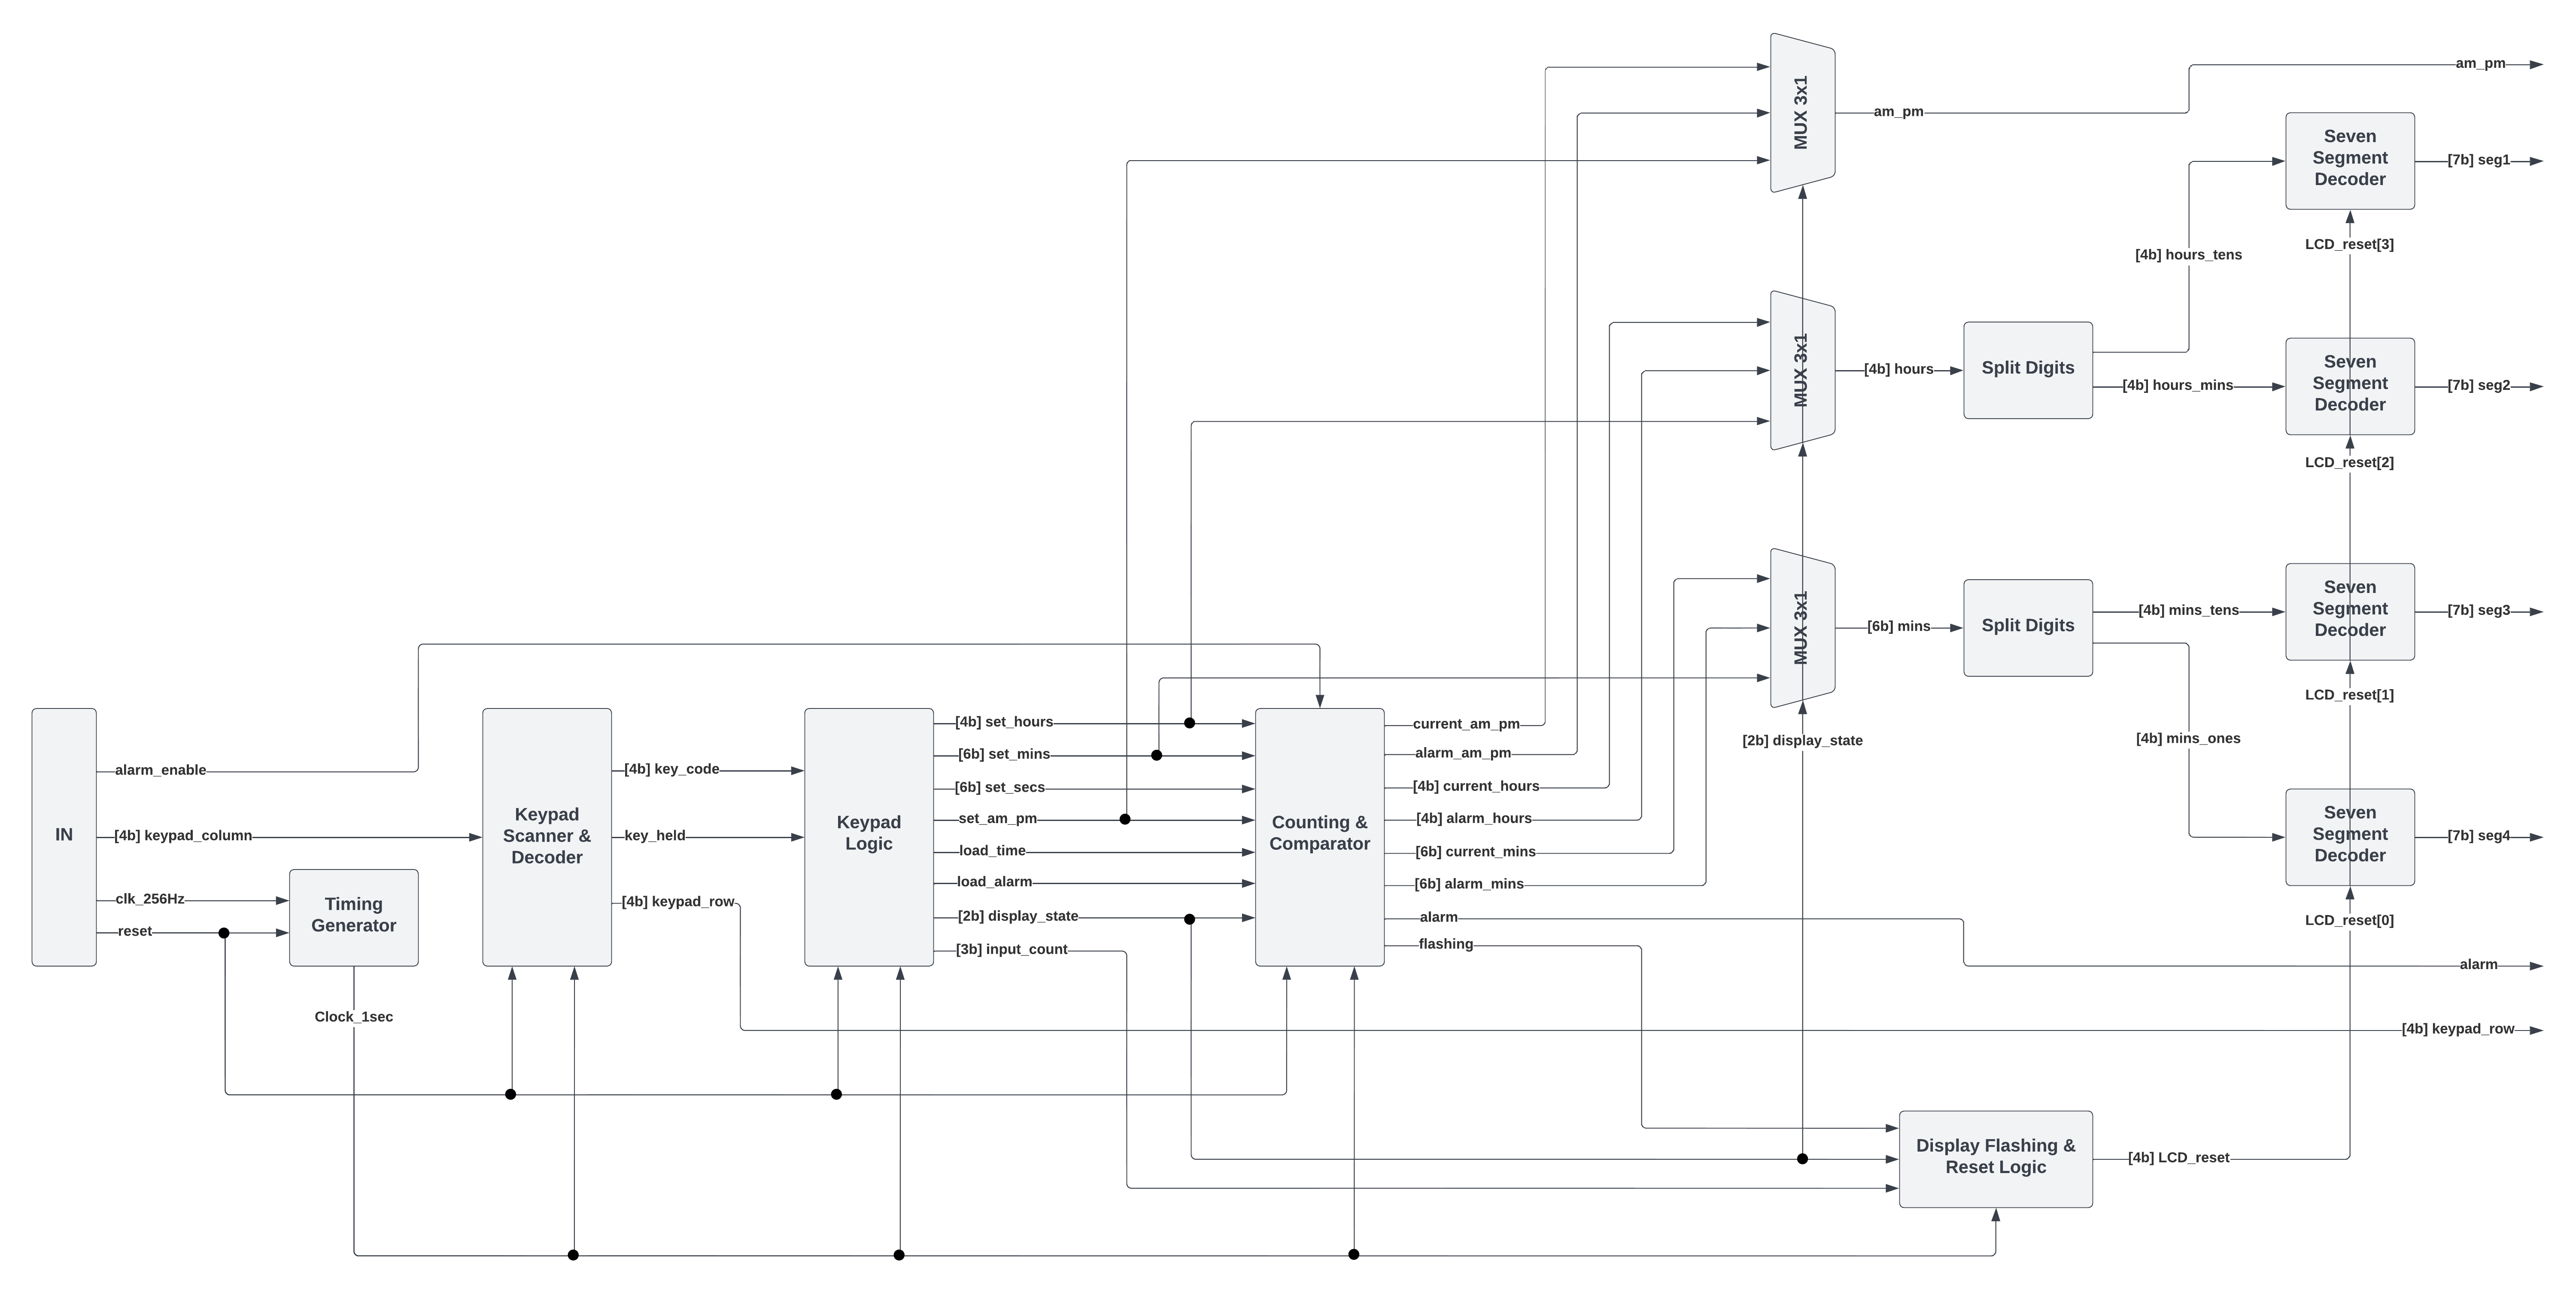 IN
alarm_enable
[4b] keypad_column
clk_256Hz
reset
Timing
Generator
Clock_1sec
Keypad
Scanner &
Decoder
[4b] key_code
key_held
[4b] keypad_row
Keypad
Logic
[4b] set_hours
[6b] set_mins
[6b] set_secs
set_am_pm
load_time
load_alarm
[2b] display_state
[3b] input_count
Counting &
Comparator
current_am_pm
alarm_am_pm
[4b] current_hours
[4b] alarm_hours
[6b] current_mins
[6b] alarm_mins
alarm
flashing
MUX 3x1
MUX 3x1
MUX 3x1
[2b] display_state
am_pm
[4b] hours
[6b] mins
Split Digits
Split Digits
Display Flashing &
Reset Logic
[4b] LCD_reset
[4b] hours_tens
[4b] hours_mins
[4b] mins_tens
[4b] mins_ones
Seven
Segment
Decoder
LCD_reset[3]
Seven
Segment
Decoder
LCD_reset[2]
Seven
Segment
Decoder
LCD_reset[1]
Seven
Segment
Decoder
LCD_reset[0]
am_pm
[7b] seg1
[7b] seg2
[7b] seg3
[7b] seg4
alarm
[4b] keypad_row